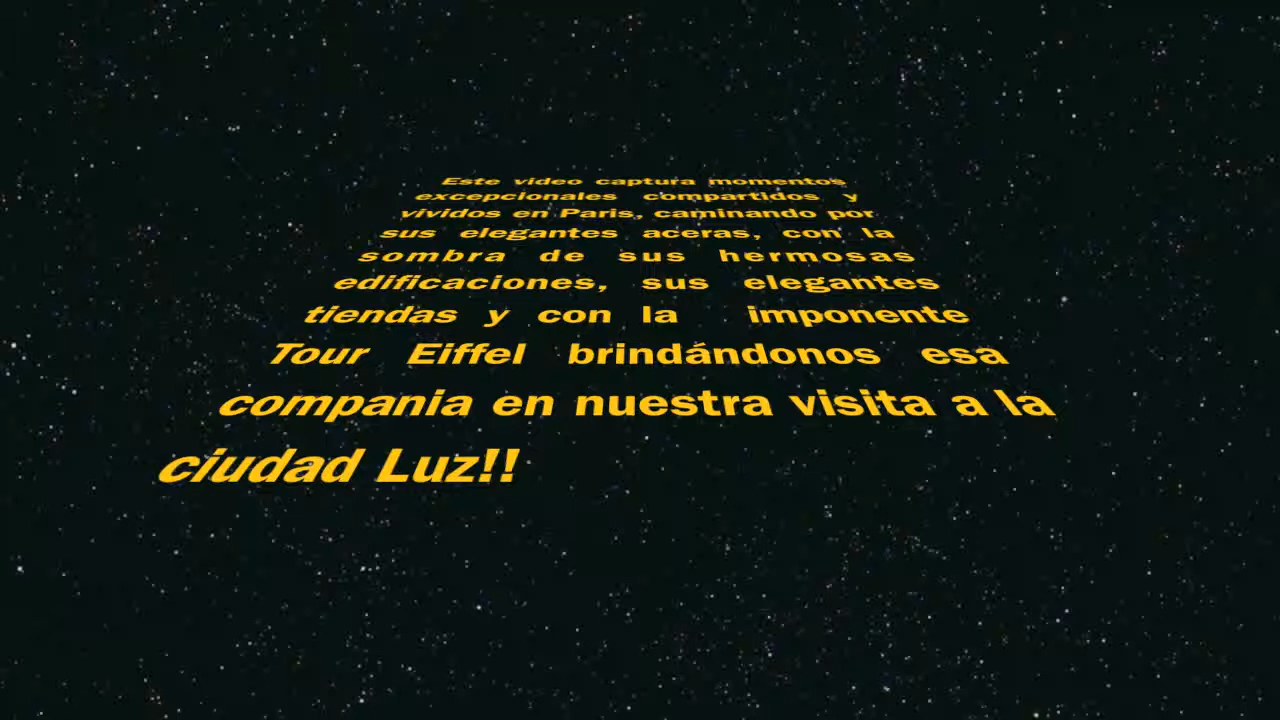 Este video captura momentos
excepcionales compartidos y
vividos en Paris, caminando por
sus elegantes aceras, con la
sombra de sus hermosas
edificaciones, sus elegantes
tiendas y con la imponente
Tour Eiffel brindándonos esa
compania en nuestra visita a la
ciudad Luz!!